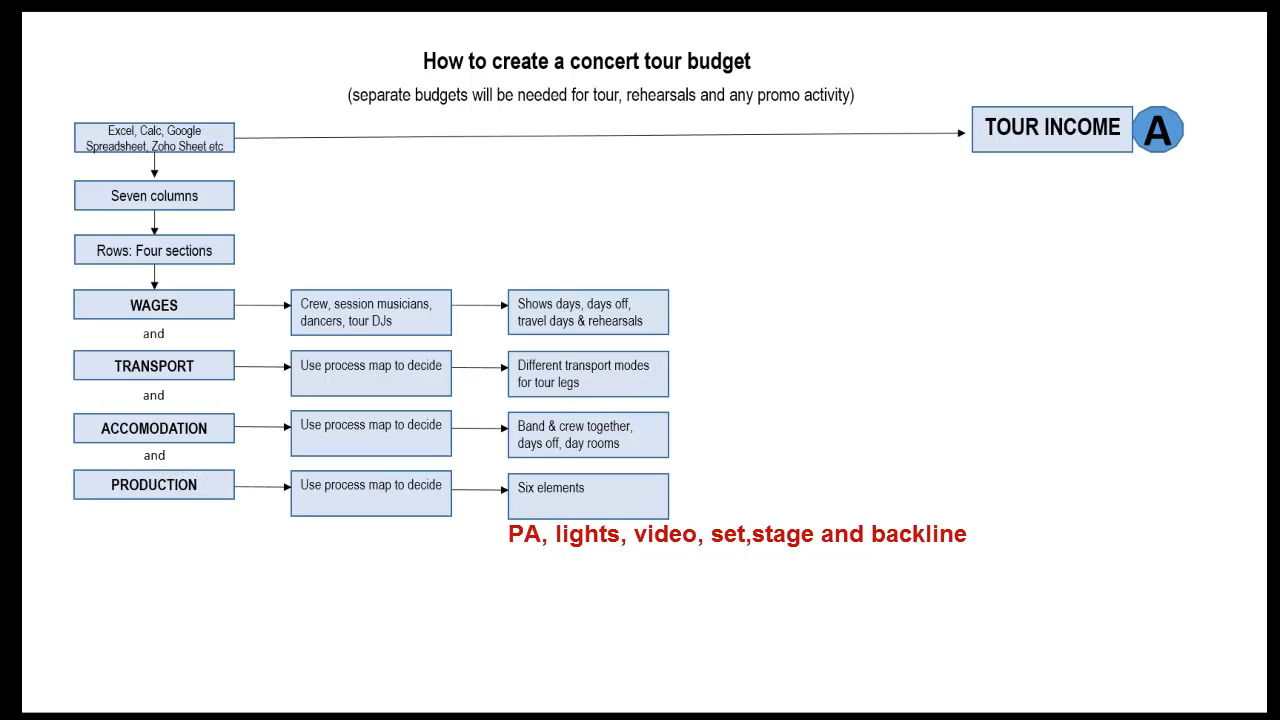 How to create a concert tour budget
(separate budgets will be needed for tour, rehearsals and any promo activity)
Excel, Calc, Google
Spreadsheet, Zoho Sheet etc
TOUR INCOME
A
Seven columns
Rows: Four sections
WAGES
Crew, session musicians,
dancers, tour DJs
Shows days, days off,
travel days & rehearsals
and
TRANSPORT
Use process map to decide
Different transport modes
for tour legs
and
ACCOMODATION
Use process map to decide
Band & crew together,
days off, day rooms
and
PRODUCTION
Use process map to decide
Six elements
PA, lights, video, set,stage and backline